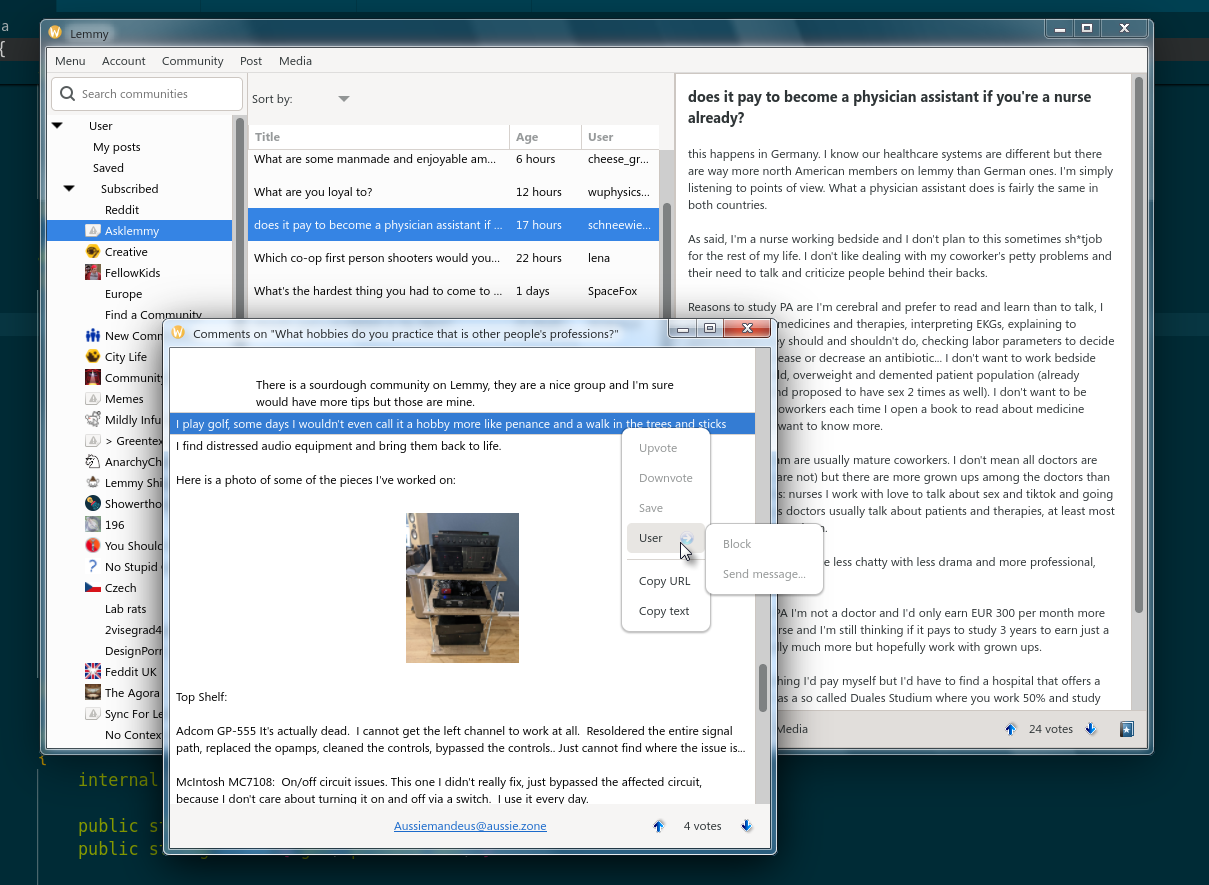 a
{
Lemmy
Menu Account Community Post Media
Search communities
User
My posts
Saved
Subscribed
Reddit
Asklemmy
Creative
FellowKids
Europe
Find a Community
New Comm
City Life
Community
Memes
Mildly Infu
> Greentex
AnarchyCh
Lemmy Shi
Showertho
196
You Should
No Stupid
Czech
Lab rats
2visegrad4
DesignPorn
Feddit UK
The Agora
Sync For Le
No Contex
Sort by:
Title Age User
What are some manmade and enjoyable am... 6 hours cheese_gr...
What are you loyal to? 12 hours wuphysics...
does it pay to become a physician assistant if ... 17 hours schneewie...
Which co-op first person shooters would you... 22 hours lena
What's the hardest thing you had to come to ... 1 days SpaceFox
does it pay to become a physician assistant if you're a nurse
already?
this happens in Germany. I know our healthcare systems are different but there
are way more north American members on lemmy than German ones. I'm simply
listening to points of view. What a physician assistant does is fairly the same in
both countries.
As said, I'm a nurse working bedside and I don't plan to this sometimes sh*tjob
for the rest of my life. I don't like dealing with my coworker's petty problems and
their need to talk and criticize people behind their backs.
Reasons to study PA are I'm cerebral and prefer to read and learn than to talk, I
medicines and therapies, interpreting EKGs, explaining to
y should and shouldn't do, checking labor parameters to decide
ease or decrease an antibiotic... I don't want to work bedside
ld, overweight and demented patient population (already
nd proposed to have sex 2 times as well). I don't want to be
oworkers each time I open a book to read about medicine
want to know more.
am are usually mature coworkers. I don't mean all doctors are
are not) but there are more grown ups among the doctors than
s: nurses I work with love to talk about sex and tiktok and going
s doctors usually talk about patients and therapies, at least most
n.
e less chatty with less drama and more professional,
PA I'm not a doctor and I'd only earn EUR 300 per month more
rse and I'm still thinking if it pays to study 3 years to earn just a
lly much more but hopefully work with grown ups.
hing I'd pay myself but I'd have to find a hospital that offers a
as a so called Duales Studium where you work 50% and study
Media 24 votes
Comments on "What hobbies do you practice that is other people's professions?"
There is a sourdough community on Lemmy, they are a nice group and I'm sure
would have more tips but those are mine.
I play golf, some days I wouldn't even call it a hobby more like penance and a walk in the trees and sticks
I find distressed audio equipment and bring them back to life.
Here is a photo of some of the pieces I've worked on:
Top Shelf:
Adcom GP-555 It's actually dead. I cannot get the left channel to work at all. Resoldered the entire signal
path, replaced the opamps, cleaned the controls, bypassed the controls.. Just cannot find where the issue is...
McIntosh MC7108: On/off circuit issues. This one I didn't really fix, just bypassed the affected circuit,
because I don't care about turning it on and off via a switch. I use it every day.
Aussiemandeus@aussie.zone 4 votes
Upvote
Downvote
Save
User
Copy URL
Copy text
Block
Send message...
{
internal
public s
public s